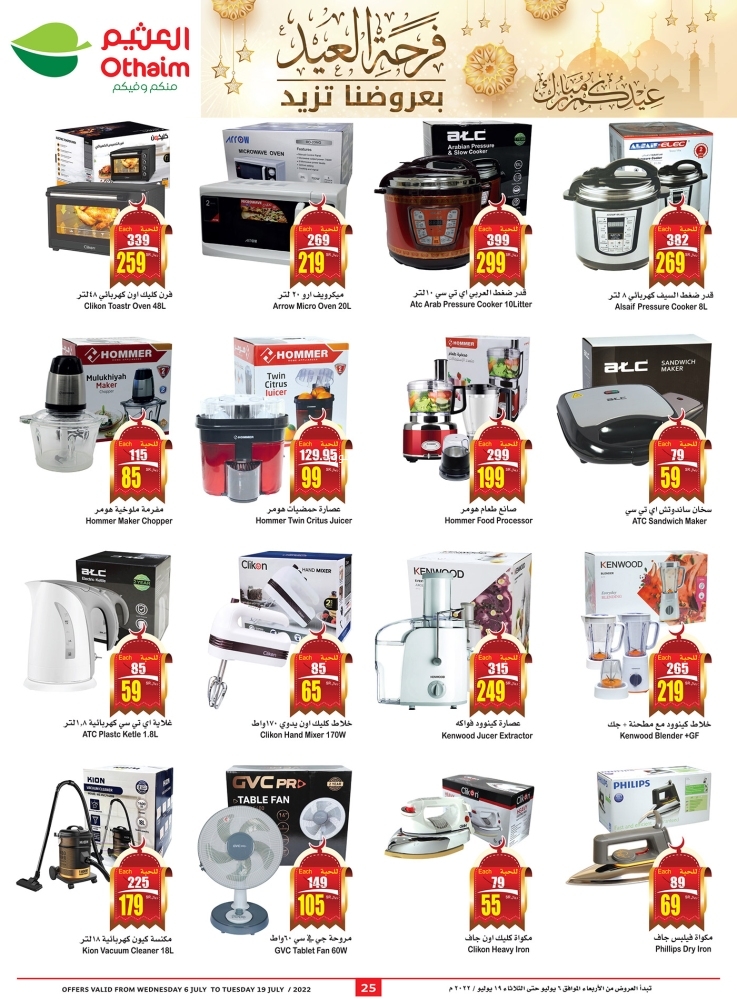 العثيم
Othaim
منكم وفيكم
فرحة العيد
بعروضنا تزيد
عيدكم مبارك
كليكون
Clikon
Each للحبة
339
259
فرن كليك اون كهربائي ٤٨ لتر
Clikon Toastr Oven 48L
ARROW
MICROWAVE OVEN
Each للحبة
269
219
ميكرويف ارو ٢٠ لتر
Arrow Micro Oven 20L
ATC
Arabian Pressure
& Slow Cooker
Each للحبة
399
299
قدر ضغط العربي اي تي سي ١٠لتر
Atc Arab Pressure Cooker 10Litter
ALSAIF-ELEC
Pressure Cooker
Each للحبة
382
269
قدر ضغط السيف كهربائي ٨ لتر
Alsaif Pressure Cooker 8L
HOMMER
Mulukhiyah
Maker
Chopper
Each للحبة
115
85
مفرمة ملوخية هومر
Hommer Maker Chopper
HOMMER
Twin
Citrus
Juicer
HOMMER
Each للحبة
129.95
99
عصارة حمضيات هومر
Hommer Twin Critus Juicer
Each للحبة
299
199
صانع طعام هومر
Hommer Food Processor
ATC
SANDWICH
MAKER
Each للحبة
79
59
سخان ساندوتش اي تي سي
ATC Sandwich Maker
ATC
Electric Kettle
Each للحبة
85
59
غلاية اي تي سي كهربائية ١,٨لتر
ATC Plastc Ketle 1.8L
Clikon
HAND MIXER
Each للحبة
85
65
خلاط كليك اون يدوي ١٧٠واط
Clikon Hand Mixer 170W
KENWOOD
Each للحبة
315
249
عصارة كينوود فواكه
Kenwood Jucer Extractor
KENWOOD
Each للحبة
265
219
خلاط كينوود مع مطحنة + جك
Kenwood Blender +GF
KION
VACUUM CLEANER
Each للحبة
225
179
مكنسة كيون كهربائية ١٨لتر
Kion Vacuum Cleaner 18L
GVC PRO
TABLE FAN
Each للحبة
149
105
مروحة جي في سي ٦٠واط
GVC Tablet Fan 60W
Clikon
Each للحبة
79
55
مكواة كليك اون جاف
Clikon Heavy Iron
PHILIPS
Each للحبة
89
69
مكواة فيليبس جاف
Phillips Dry Iron
OFFERS VALID FROM WEDNESDAY 6 JULY TO TUESDAY 19 JULY / 2022
25
تبدأ العروض من الأربعاء الموافق ٦ يوليو حتى الثلاثاء ١٩ يوليو / ٢٠٢٢ م